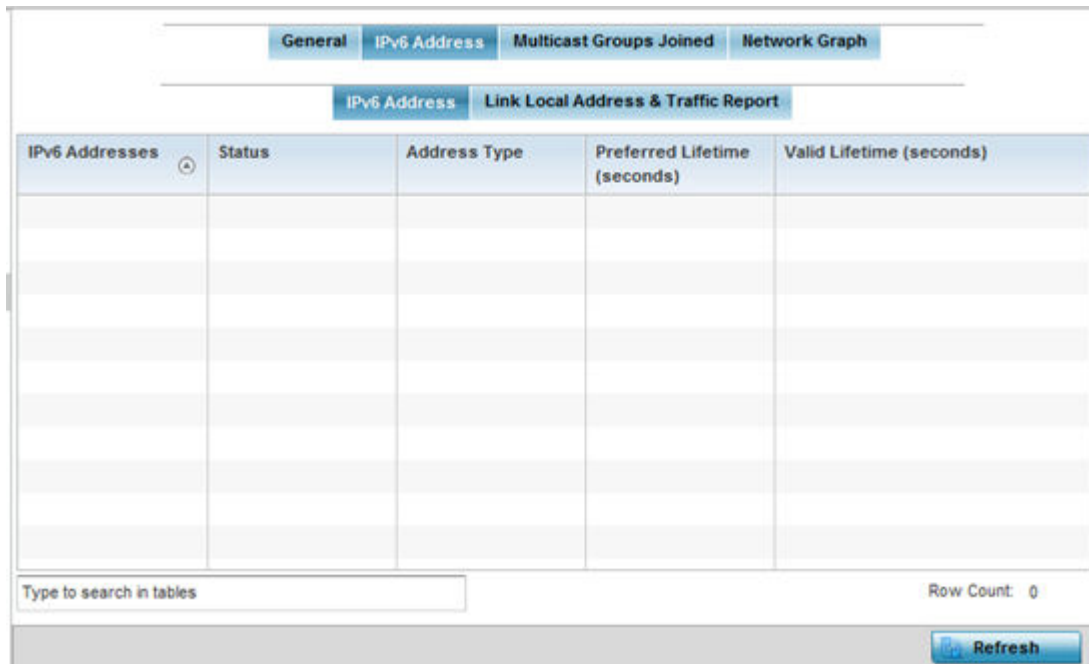 General IPv6 Address Multicast Groups Joined Network Graph
IPv6 Address Link Local Address & Traffic Report
IPv6 Addresses Status Address Type Preferred Lifetime (seconds) Valid Lifetime (seconds)
Type to search in tables Row Count: 0
Refresh